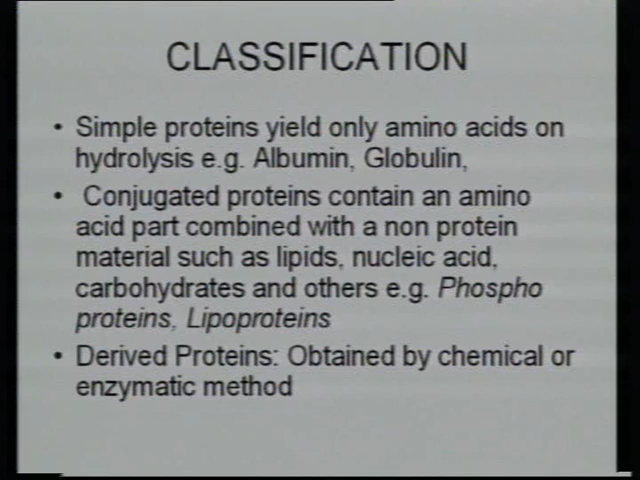 CLASSIFICATION
• Simple proteins yield only amino acids on
hydrolysis e.g. Albumin, Globulin,
• Conjugated proteins contain an amino
acid part combined with a non protein
material such as lipids, nucleic acid,
carbohydrates and others e.g. Phospho
proteins, Lipoproteins
• Derived Proteins: Obtained by chemical or
enzymatic method